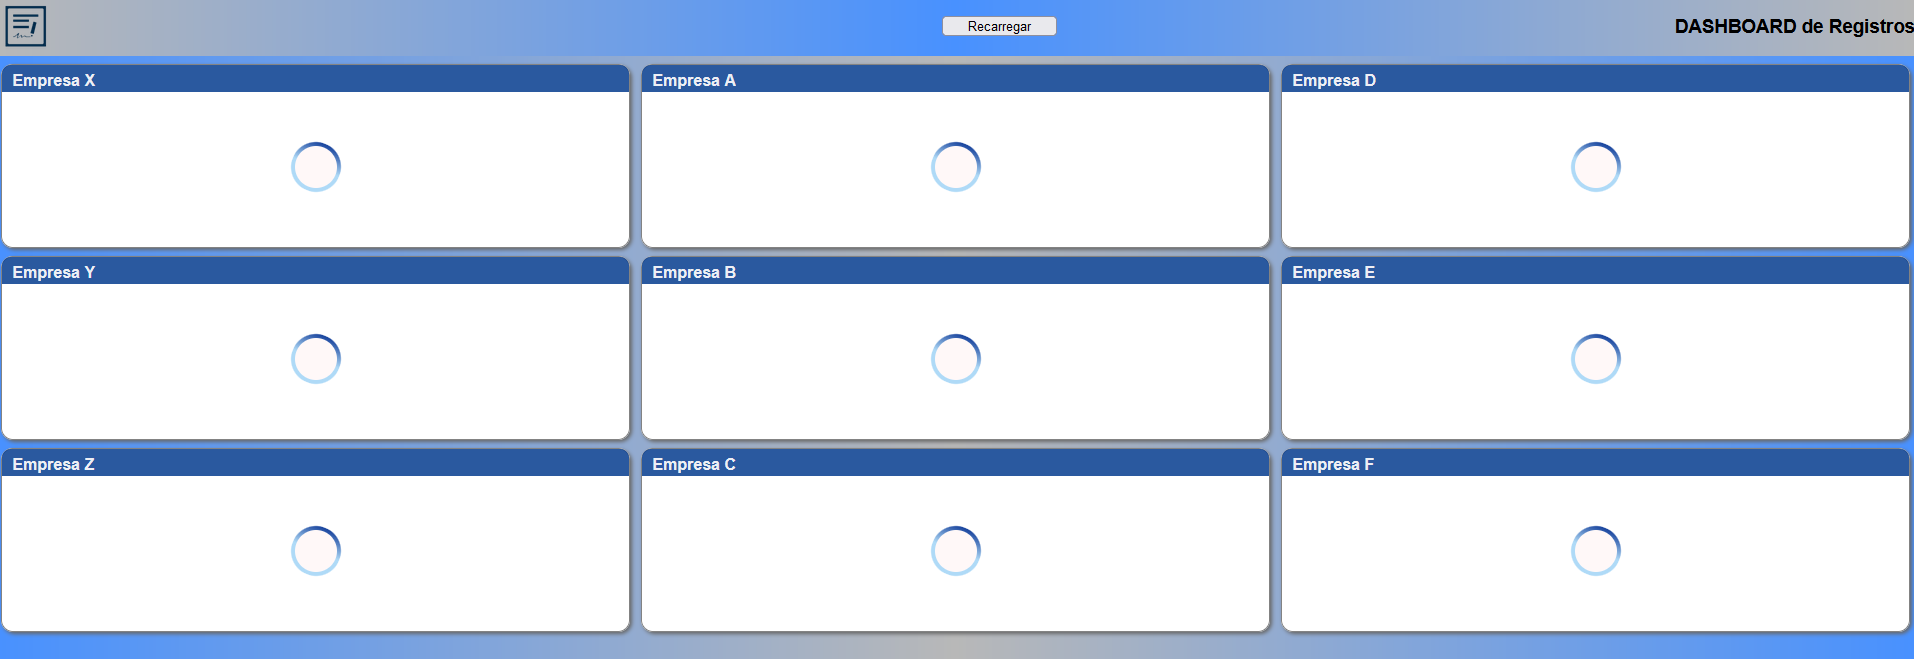 Recarregar
DASHBOARD de Registros
Empresa X
Empresa A
Empresa D
Empresa Y
Empresa B
Empresa E
Empresa Z
Empresa C
Empresa F